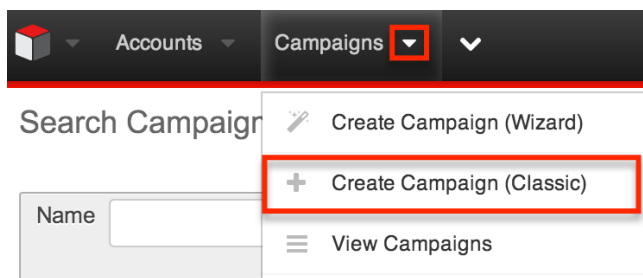 Accounts Campaigns
Search Campaign
Create Campaign (Wizard)
Create Campaign (Classic)
Name
View Campaigns